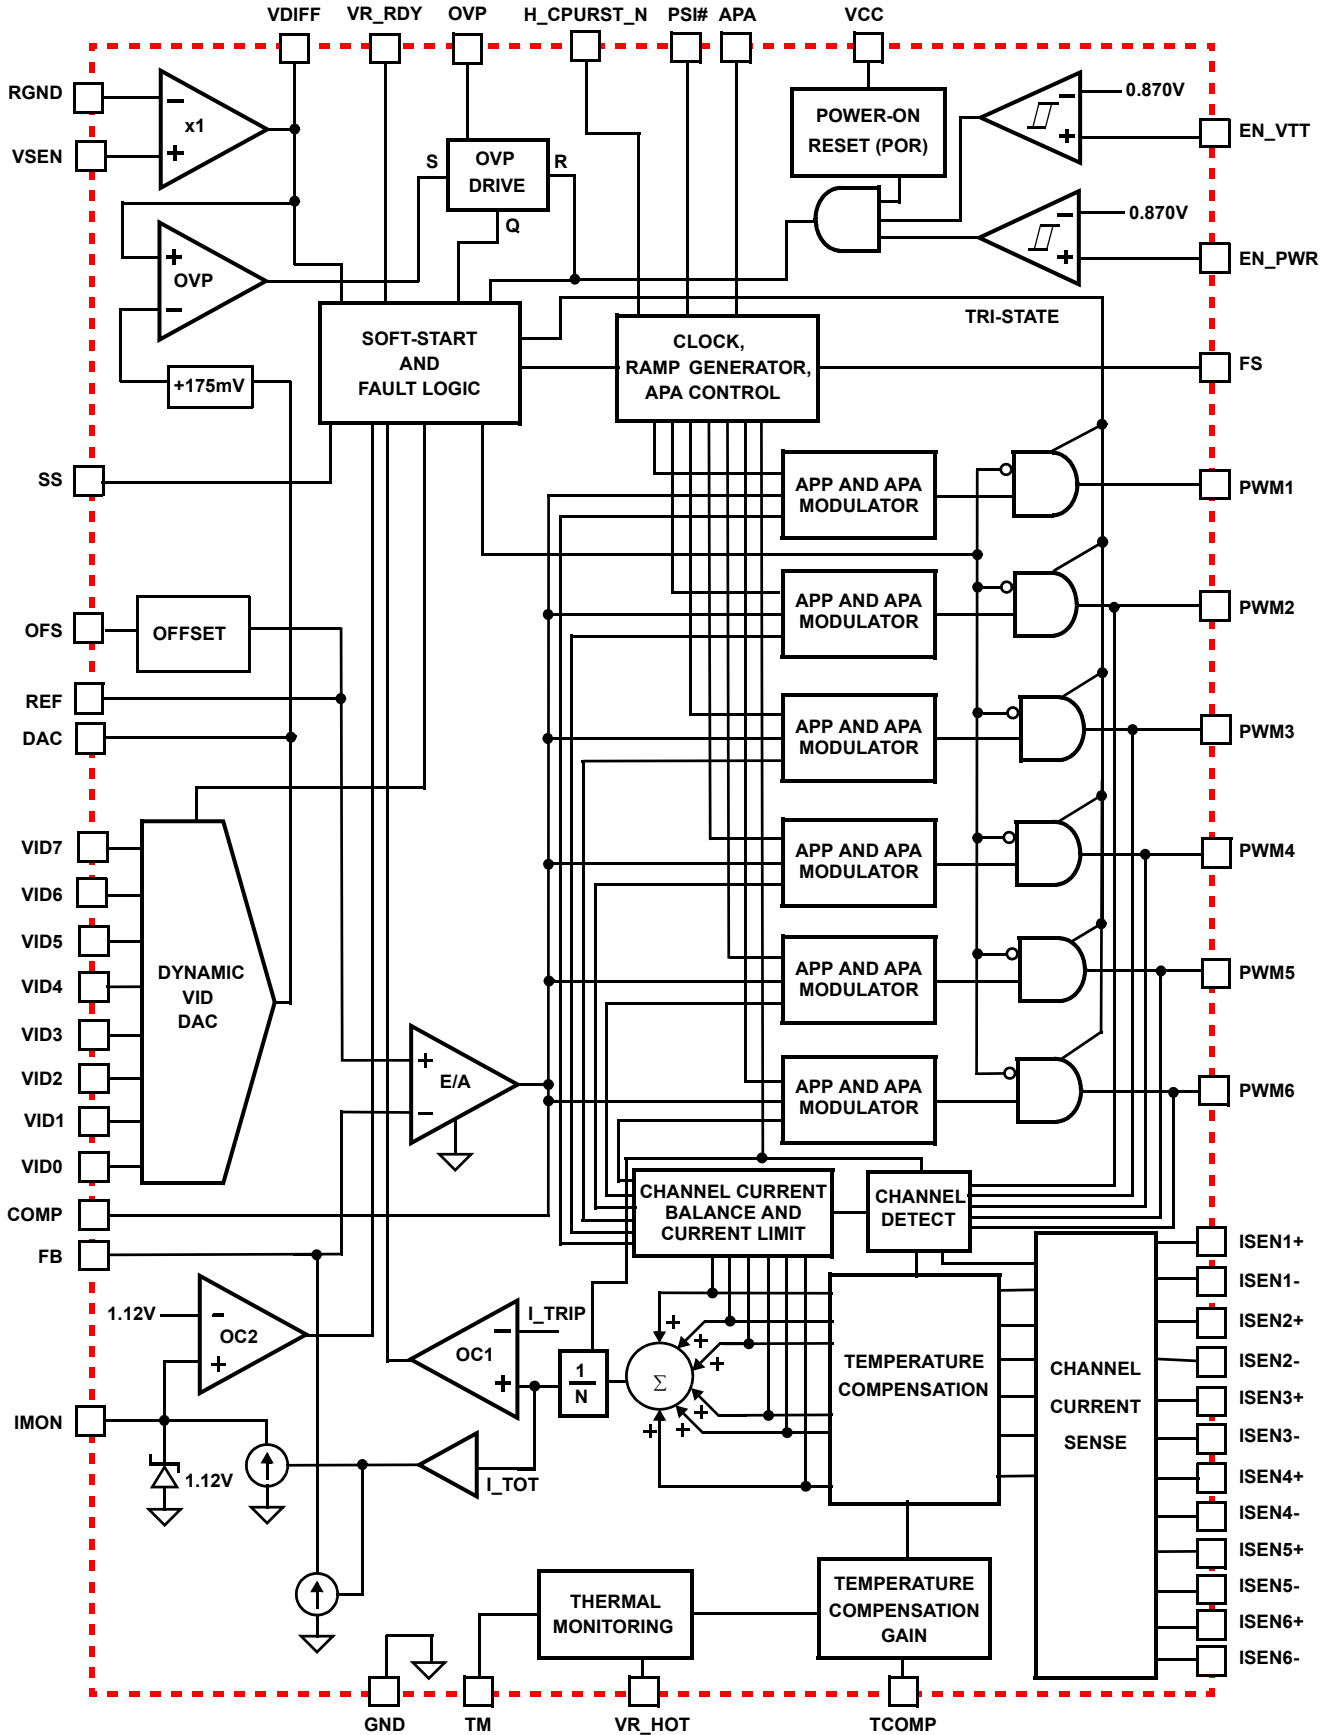 VDIFF
VR_RDY
OVP
H_CPURST_N
PSI#
APA
VCC
RGND
VSEN
−
x1
+
S
OVP
DRIVE
R
Q
POWER-ON
RESET (POR)
−
+
0.870V
EN_VTT
−
+
0.870V
EN_PWR
+
OVP
−
+175mV
SOFT-START
AND
FAULT LOGIC
CLOCK,
RAMP GENERATOR,
APA CONTROL
TRI-STATE
FS
SS
APP AND APA
MODULATOR
PWM1
OFS
OFFSET
APP AND APA
MODULATOR
PWM2
REF
DAC
APP AND APA
MODULATOR
PWM3
VID7
VID6
VID5
VID4
VID3
VID2
VID1
VID0
DYNAMIC
VID
DAC
APP AND APA
MODULATOR
PWM4
APP AND APA
MODULATOR
PWM5
+
E/A
−
APP AND APA
MODULATOR
PWM6
COMP
FB
CHANNEL CURRENT
BALANCE AND
CURRENT LIMIT
CHANNEL
DETECT
1.12V
−
OC2
+
I_TRIP
−
OC1
+
1
N
Σ
+
+
+
+
+
+
TEMPERATURE
COMPENSATION
CHANNEL
CURRENT
SENSE
ISEN1+
ISEN1-
ISEN2+
ISEN2-
ISEN3+
ISEN3-
ISEN4+
ISEN4-
ISEN5+
ISEN5-
ISEN6+
ISEN6-
IMON
1.12V
I_TOT
THERMAL
MONITORING
TEMPERATURE
COMPENSATION
GAIN
GND
TM
VR_HOT
TCOMP